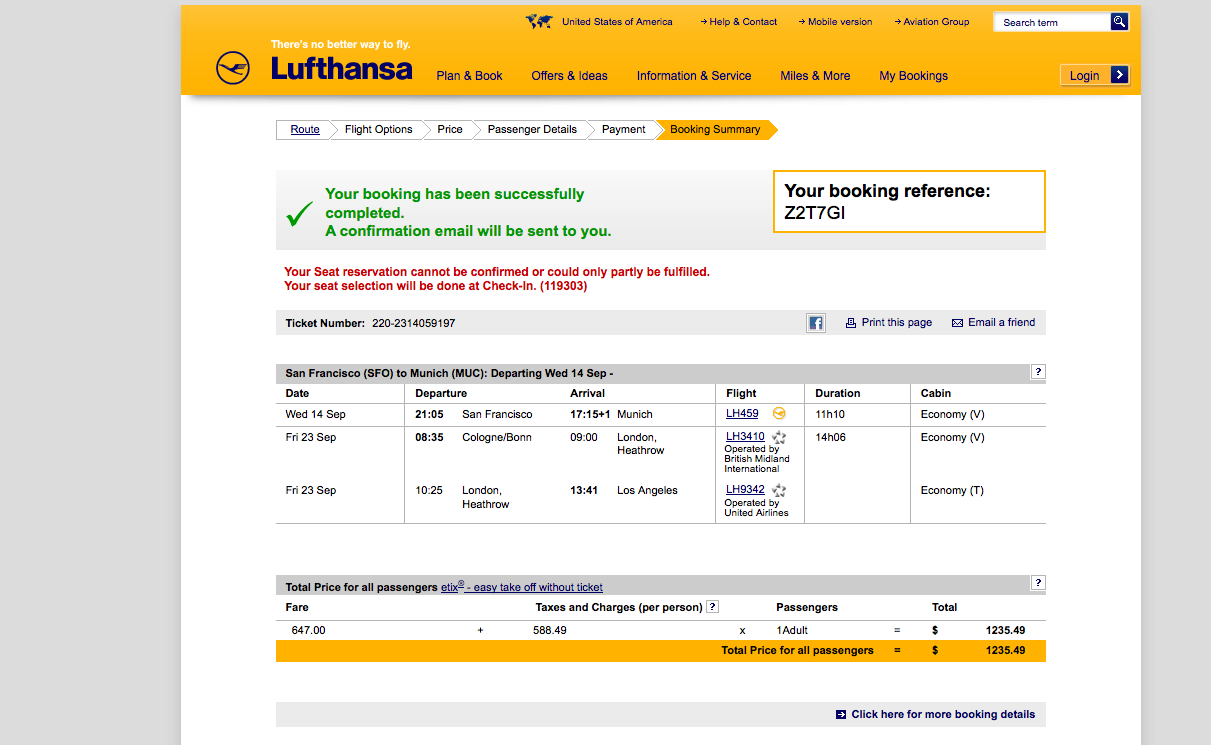 United States of America → Help & Contact → Mobile version → Aviation Group Search term
There's no better way to fly.
Lufthansa Plan & Book Offers & Ideas Information & Service Miles & More My Bookings Login
Route Flight Options Price Passenger Details Payment Booking Summary
Your booking has been successfully
completed.
A confirmation email will be sent to you.
Your booking reference:
Z2T7GI
Your Seat reservation cannot be confirmed or could only partly be fulfilled.
Your seat selection will be done at Check-In. (119303)
Ticket Number: 220-2314059197 f Print this page Email a friend
San Francisco (SFO) to Munich (MUC): Departing Wed 14 Sep - ?
Date Departure Arrival Flight Duration Cabin
Wed 14 Sep 21:05 San Francisco 17:15+1 Munich LH459 11h10 Economy (V)
Fri 23 Sep 08:35 Cologne/Bonn 09:00 London, LH3410 14h06 Economy (V)
Heathrow Operated by
British Midland
International
Fri 23 Sep 10:25 London, 13:41 Los Angeles LH9342 Economy (T)
Heathrow Operated by
United Airlines
Total Price for all passengers etix® - easy take off without ticket ?
Fare Taxes and Charges (per person) ? Passengers Total
647.00 + 588.49 x 1Adult = $ 1235.49
Total Price for all passengers = $ 1235.49
Click here for more booking details